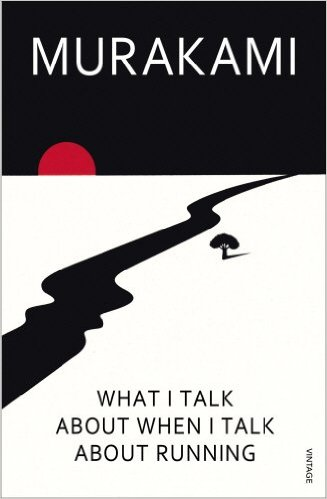 MURAKAMI
WHAT I TALK
ABOUT WHEN I TALK
ABOUT RUNNING
VINTAGE